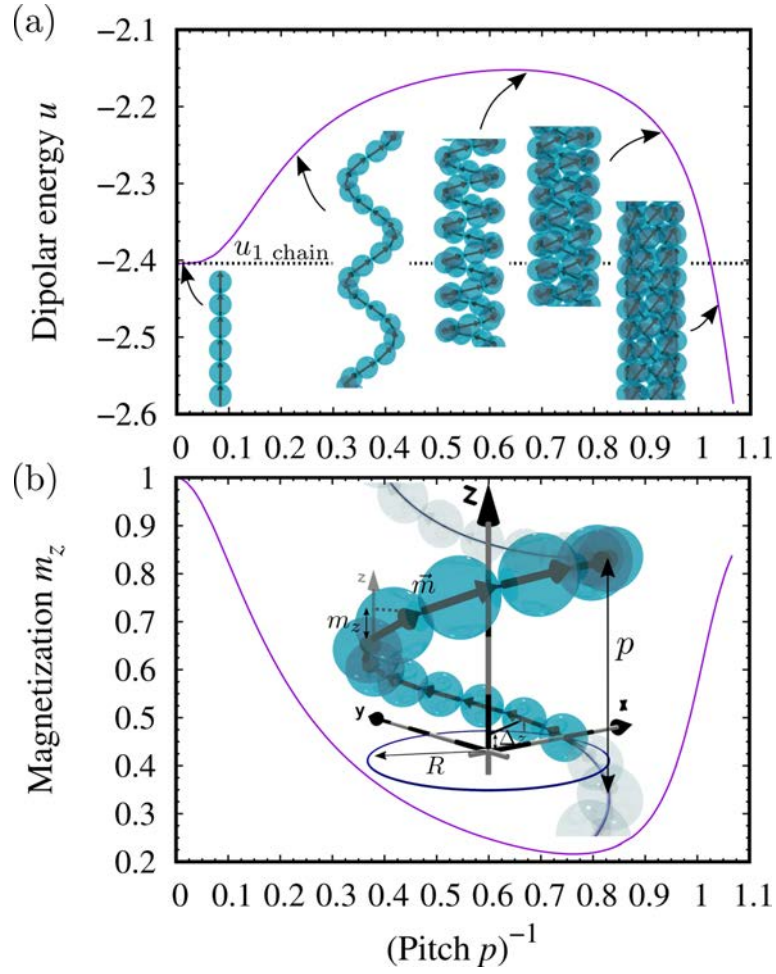 (a)
Dipolar energy u
−2.1
−2.2
−2.3
−2.4
−2.5
−2.6
u₁ chain
0 0.1 0.2 0.3 0.4 0.5 0.6 0.7 0.8 0.9 1 1.1
(b)
Magnetization m_z
1
0.9
0.8
0.7
0.6
0.5
0.4
0.3
0.2
z
z
m⃗
m_z
p
y
x
Δ_z
R
0 0.1 0.2 0.3 0.4 0.5 0.6 0.7 0.8 0.9 1 1.1
(Pitch p)⁻¹